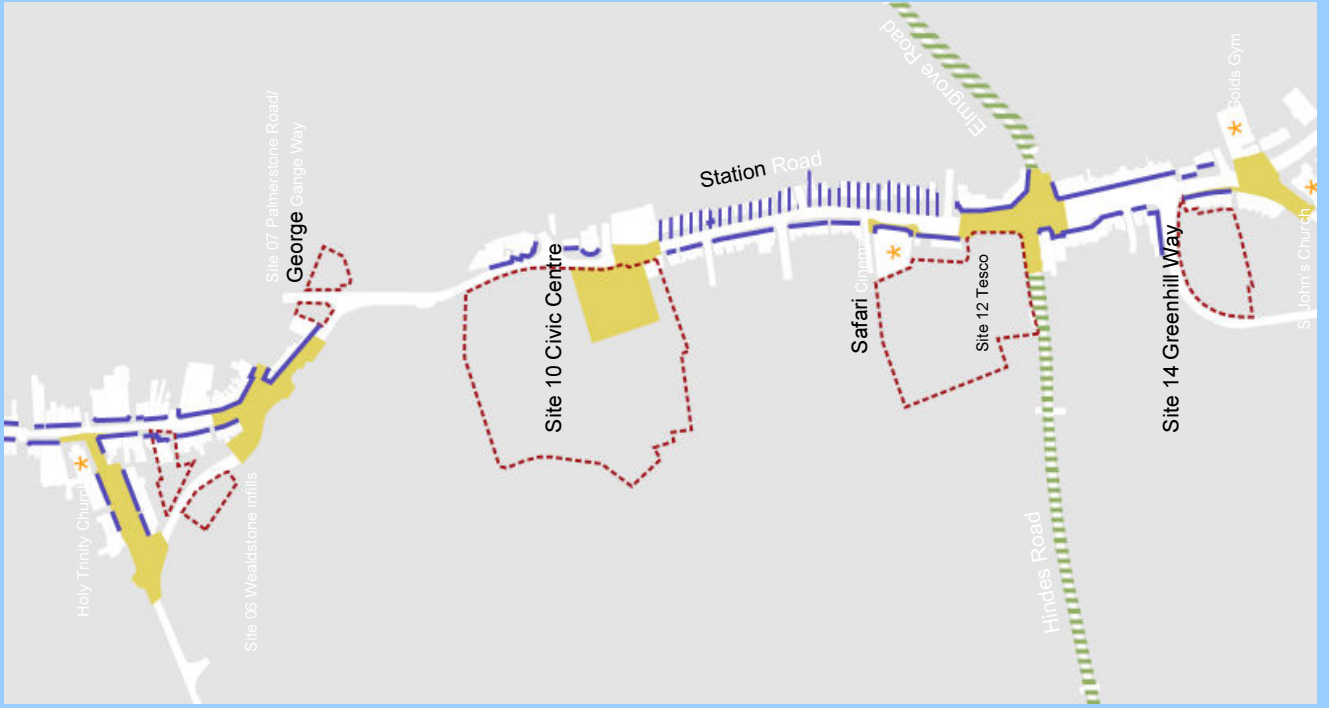 Site 07 Palmerstone Road/
George Gange Way
Station Road
Elmgrove Road
Golds Gym
St John's Church
Site 10 Civic Centre
Safari Cinema
Site 12 Tesco
Site 14 Greenhill Way
Holy Trinity Church
Site 06 Wealdstone infills
Hindes Road